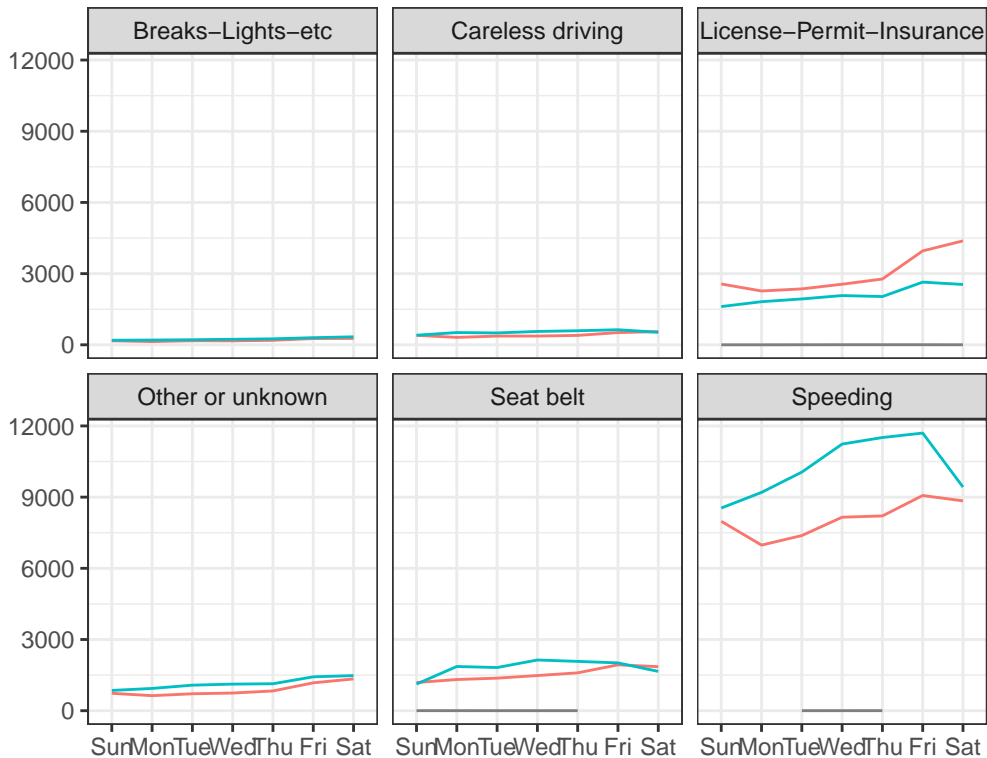 Breaks–Lights–etc
Careless driving
License–Permit–Insurance
12000
9000
6000
3000
0
Other or unknown
Seat belt
Speeding
12000
9000
6000
3000
0
Sun Mon Tue Wed Thu Fri Sat
Sun Mon Tue Wed Thu Fri Sat
Sun Mon Tue Wed Thu Fri Sat